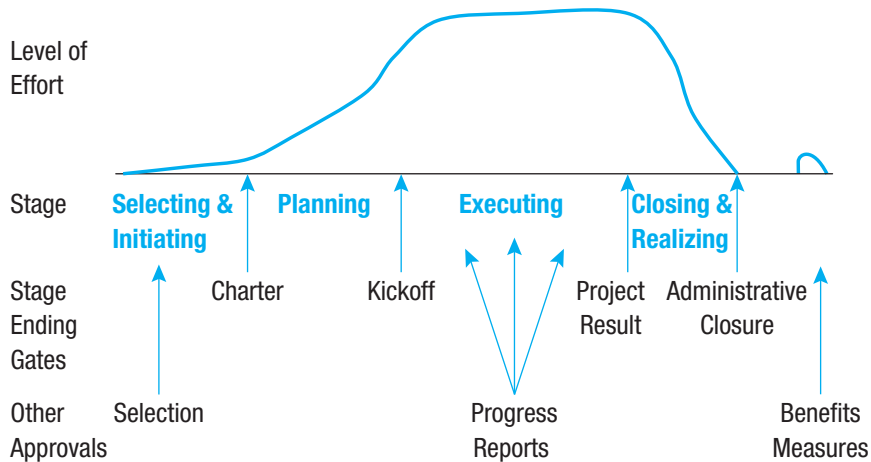 Level of
Effort
Stage
Selecting &
Initiating
Planning
Executing
Closing &
Realizing
Stage
Ending
Gates
Charter
Kickoff
Project
Result
Administrative
Closure
Other
Approvals
Selection
Progress
Reports
Benefits
Measures